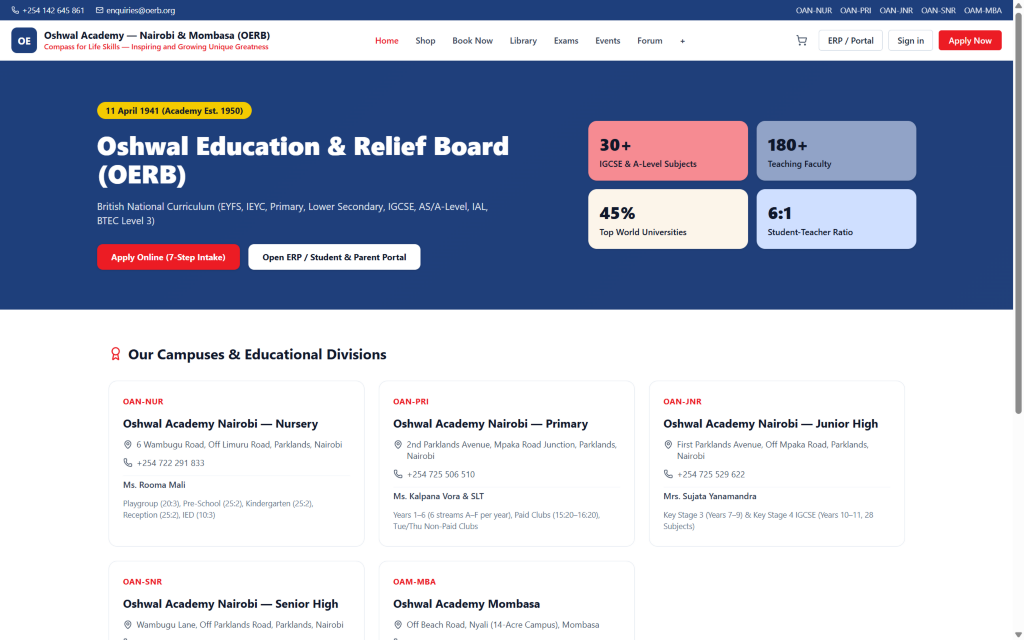 +254 142 645 861
enquiries@oerb.org
OAN-NUR OAN-PRI OAN-JNR OAN-SNR OAM-MBA
OE
Oshwal Academy — Nairobi & Mombasa (OERB)
Compass for Life Skills — Inspiring and Growing Unique Greatness
Home Shop Book Now Library Exams Events Forum +
ERP / Portal
Sign in
Apply Now
11 April 1941 (Academy Est. 1950)
Oshwal Education & Relief Board
(OERB)
British National Curriculum (EYFS, IEYC, Primary, Lower Secondary, IGCSE, AS/A-Level, IAL,
BTEC Level 3)
Apply Online (7-Step Intake)
Open ERP / Student & Parent Portal
30+
IGCSE & A-Level Subjects
180+
Teaching Faculty
45%
Top World Universities
6:1
Student-Teacher Ratio
Our Campuses & Educational Divisions
OAN-NUR
Oshwal Academy Nairobi — Nursery
6 Wambugu Road, Off Limuru Road, Parklands, Nairobi
+254 722 291 833
Ms. Rooma Mali
Playgroup (20:3), Pre-School (25:2), Kindergarten (25:2),
Reception (25:2), IED (10:3)
OAN-PRI
Oshwal Academy Nairobi — Primary
2nd Parklands Avenue, Mpaka Road Junction, Parklands,
Nairobi
+254 725 506 510
Ms. Kalpana Vora & SLT
Years 1–6 (6 streams A–F per year), Paid Clubs (15:20–16:20),
Tue/Thu Non-Paid Clubs
OAN-JNR
Oshwal Academy Nairobi — Junior High
First Parklands Avenue, Off Mpaka Road, Parklands,
Nairobi
+254 725 529 622
Mrs. Sujata Yanamandra
Key Stage 3 (Years 7–9) & Key Stage 4 IGCSE (Years 10–11, 28
Subjects)
OAN-SNR
Oshwal Academy Nairobi — Senior High
Wambugu Lane, Off Parklands Road, Parklands, Nairobi
OAM-MBA
Oshwal Academy Mombasa
Off Beach Road, Nyali (14-Acre Campus), Mombasa